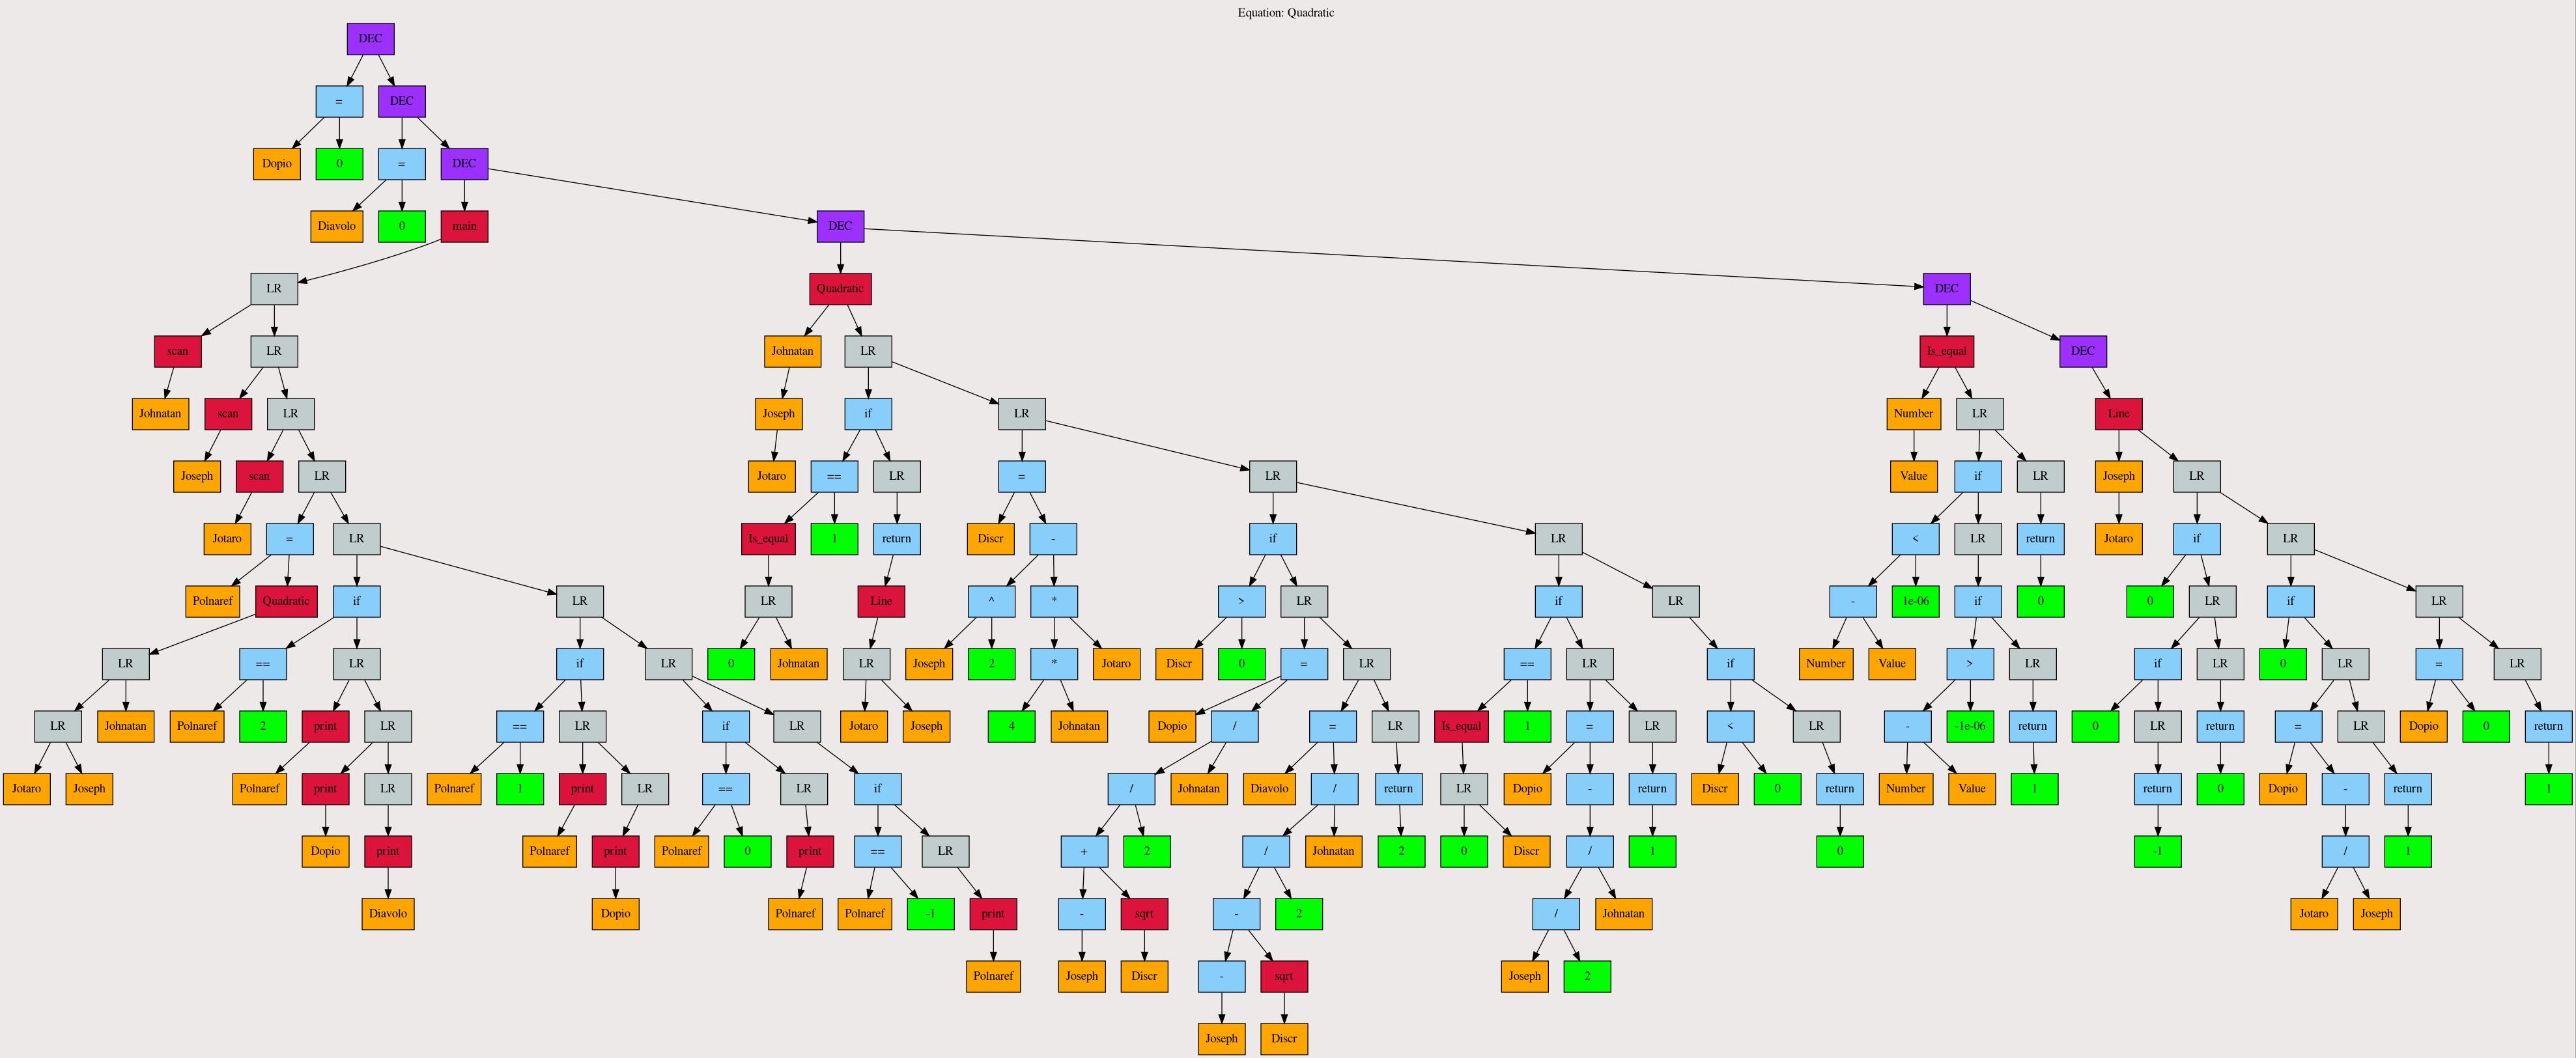 Equation: Quadratic
DEC
= DEC
Dopio 0 = DEC
Diavolo 0 main DEC
LR Quadratic DEC
scan LR Johnatan LR Is_equal DEC
Johnatan scan LR Joseph if LR Number LR Line
Joseph scan LR Jotaro == LR = LR Value if LR Joseph LR
Jotaro = LR Is_equal 1 return Discr - if LR < LR return Jotaro if LR
Polnaref Quadratic if LR LR Line ^ * > LR if LR - 1e-06 if 0 0 LR if LR
LR == LR if LR 0 Johnatan LR Joseph 2 * Jotaro Discr 0 = LR == LR if Number Value > LR if LR 0 LR = LR
LR Johnatan Polnaref 2 print LR == LR if LR Jotaro Joseph 4 Johnatan Dopio / = LR Is_equal 1 = LR < LR - -1e-06 return 0 LR return = LR Dopio 0 return
Jotaro Joseph Polnaref print LR Polnaref 1 print LR == LR if / Johnatan Diavolo / return LR Dopio - return Discr 0 return Number Value 1 return 0 Dopio - return 1
Dopio print Polnaref print Polnaref 0 print == LR + 2 / Johnatan 2 0 Discr / 1 0 -1 / 1
Diavolo Dopio Polnaref Polnaref -1 print - sqrt - 2 / Johnatan Jotaro Joseph
Polnaref Joseph Discr - sqrt Joseph 2
Joseph Discr